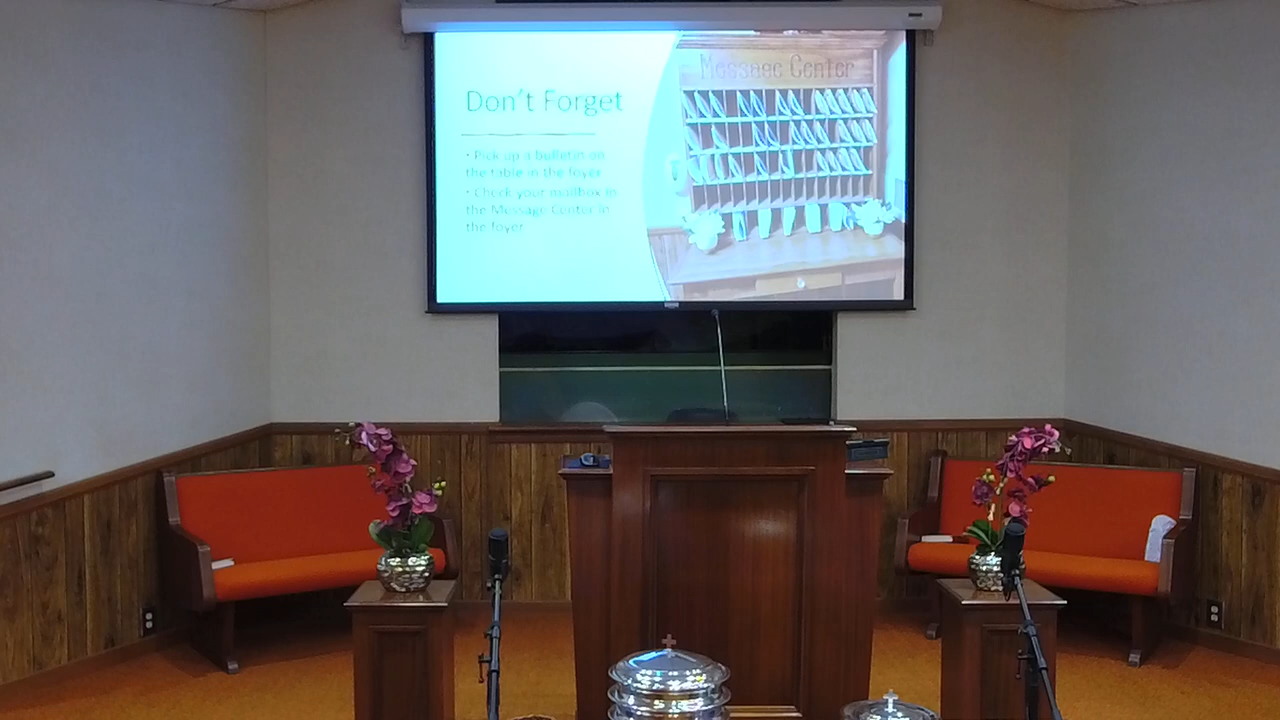 Message Center
Don't Forget
• Pick up a bulletin on
the table in the foyer
• Check your mailbox in
the Message Center in
the foyer